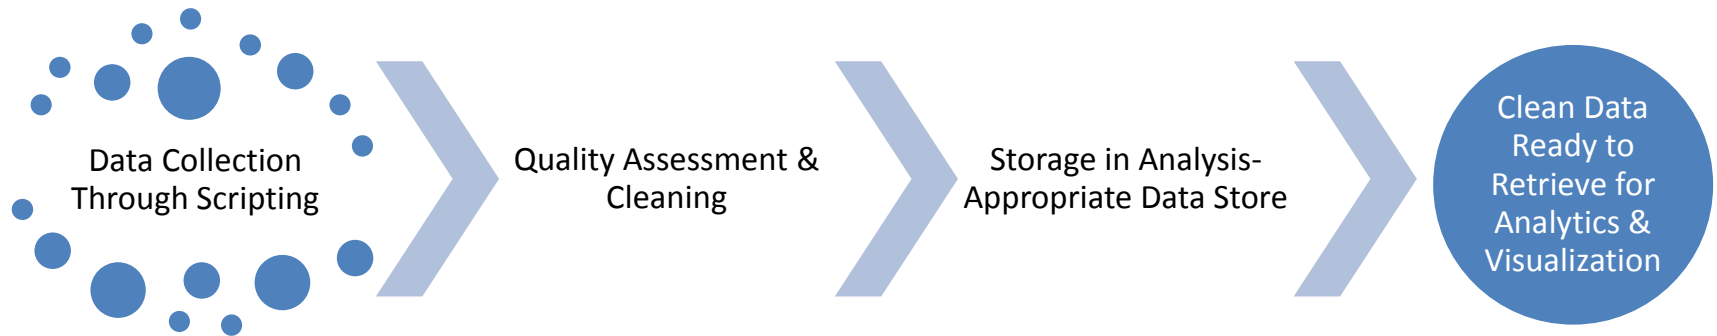 Data Collection
Through Scripting
Quality Assessment &
Cleaning
Storage in Analysis-
Appropriate Data Store
Clean Data
Ready to
Retrieve for
Analytics &
Visualization